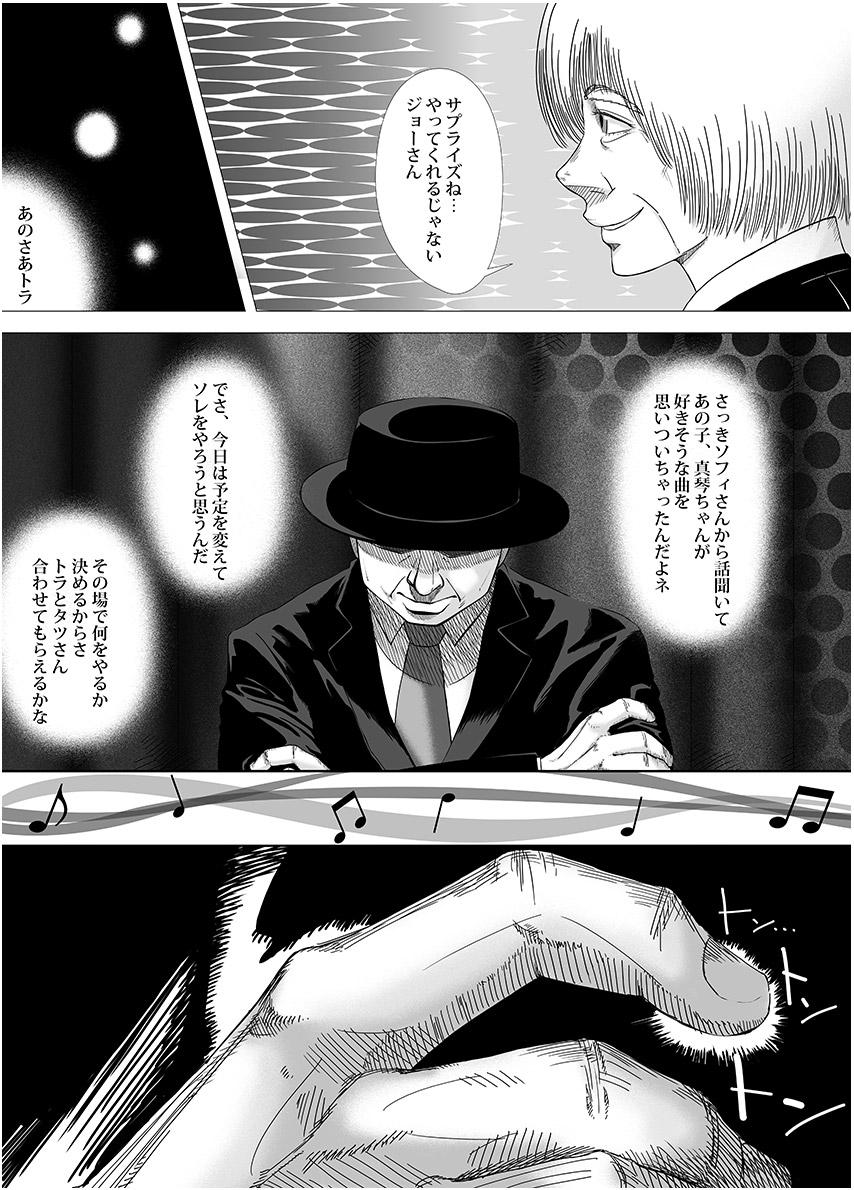 サプライズね…
やってくれるじゃない
ジョーさん
あのさあトラ
さっきソフィさんから話聞いて
あの子、真琴ちゃんが
好きそうな曲を
思いついちゃったんだよネ
でさ、今日は予定を変えて
ソレをやろうと思うんだ
その場で何をやるか
決めるからさ
トラとタツさん
合わせてもらえるかな
トン…
トン
トン